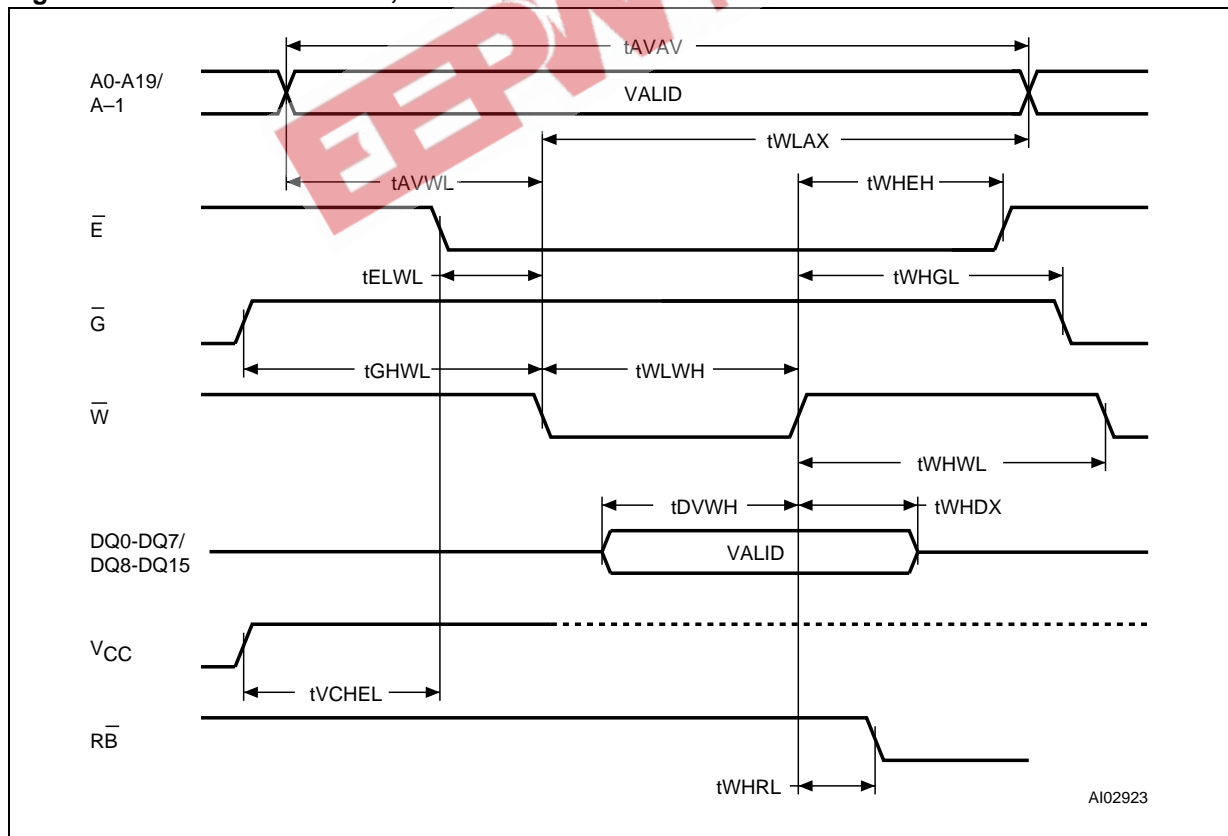 tAVAV
A0-A19/
A–1
VALID
tWLAX
tAVWL
tWHEH
E
tELWL
tWHGL
G
tGHWL
tWLWH
W
tWHWL
tDVWH
tWHDX
DQ0-DQ7/
DQ8-DQ15
VALID
VCC
tVCHEL
RB
tWHRL
AI02923